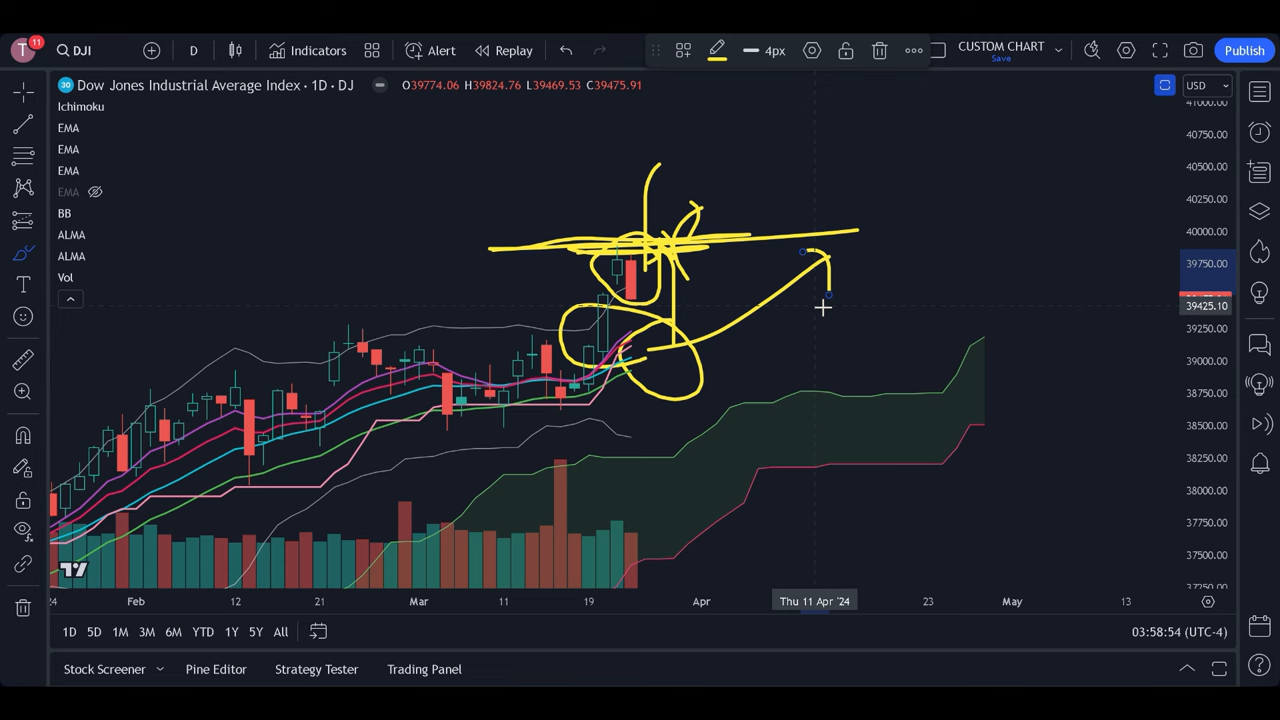 T 11 DJI D Indicators Alert Replay 4px CUSTOM CHART Save Publish
30 Dow Jones Industrial Average Index · 1D · DJ O39774.06 H39824.76 L39469.53 C39475.91 USD
Ichimoku
EMA
EMA
EMA
EMA
BB
ALMA
ALMA
Vol
41000.00
40750.00
40500.00
40250.00
40000.00
39750.00
39425.10
39250.00
39000.00
38750.00
38500.00
38250.00
38000.00
37750.00
37500.00
37250.00
24 Feb 12 21 Mar 11 19 Apr Thu 11 Apr '24 23 May 13
1D 5D 1M 3M 6M YTD 1Y 5Y All 03:58:54 (UTC-4)
Stock Screener Pine Editor Strategy Tester Trading Panel